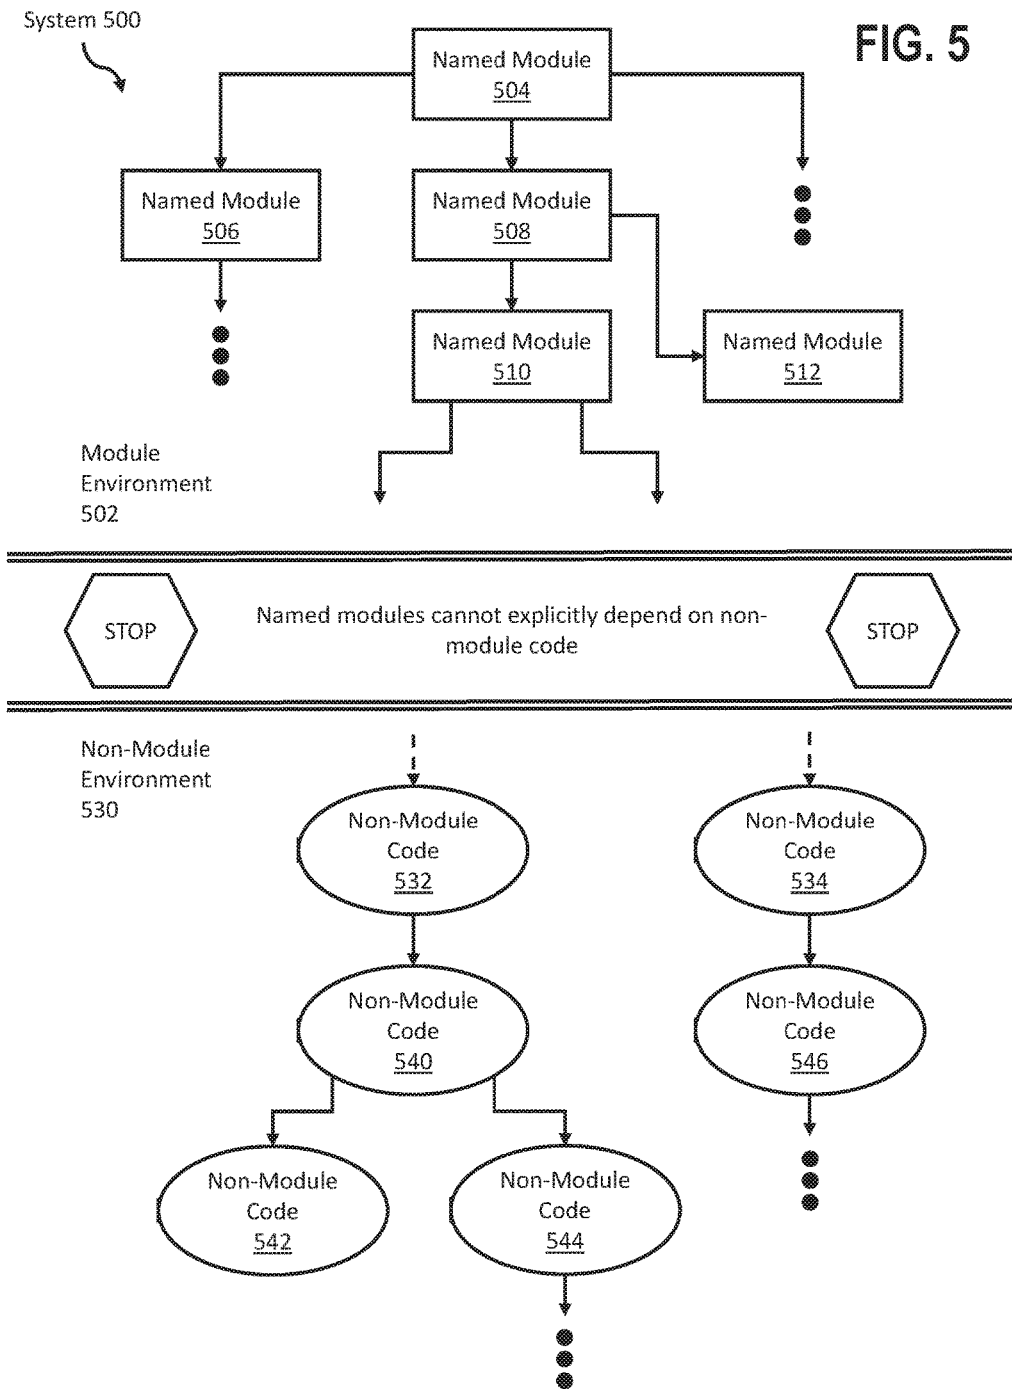 System 500
FIG. 5
Named Module
504
Named Module
506
Named Module
508
Named Module
510
Named Module
512
Module
Environment
502
STOP
Named modules cannot explicitly depend on non-
module code
STOP
Non-Module
Environment
530
Non-Module
Code
532
Non-Module
Code
534
Non-Module
Code
540
Non-Module
Code
546
Non-Module
Code
542
Non-Module
Code
544